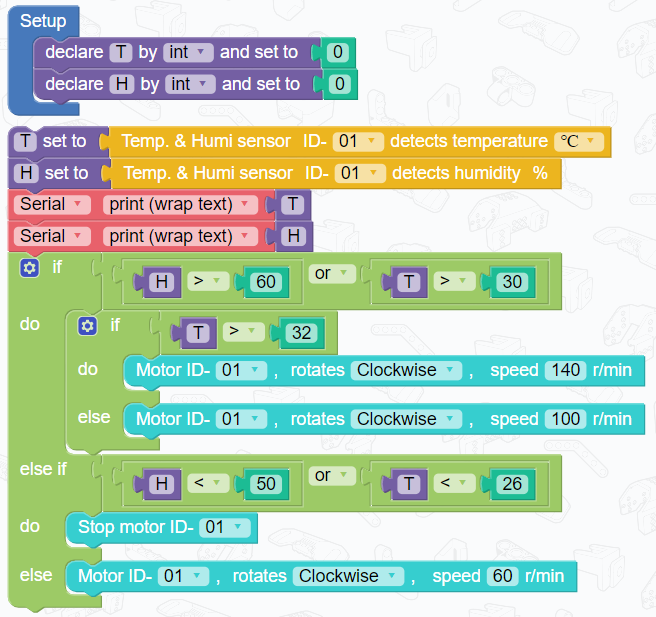 Setup
declare T by int and set to 0
declare H by int and set to 0
T set to Temp. & Humi sensor ID- 01 detects temperature ℃
H set to Temp. & Humi sensor ID- 01 detects humidity %
Serial print (wrap text) T
Serial print (wrap text) H
if H > 60 or T > 30
do if T > 32
do Motor ID- 01 , rotates Clockwise , speed 140 r/min
else Motor ID- 01 , rotates Clockwise , speed 100 r/min
else if H < 50 or T < 26
do Stop motor ID- 01
else Motor ID- 01 , rotates Clockwise , speed 60 r/min